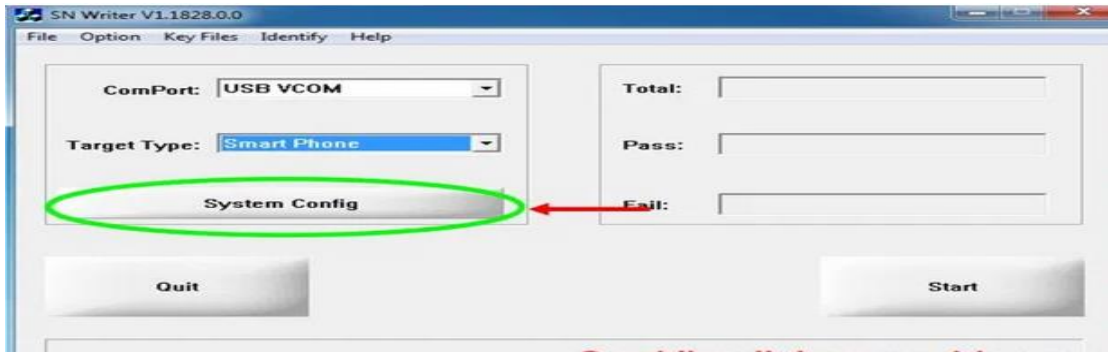 SN Writer V1.1828.0.0
File Option Key Files Identify Help
ComPort: USB VCOM
Total:
Target Type: Smart Phone
Pass:
System Config
Fail:
Quit
Start